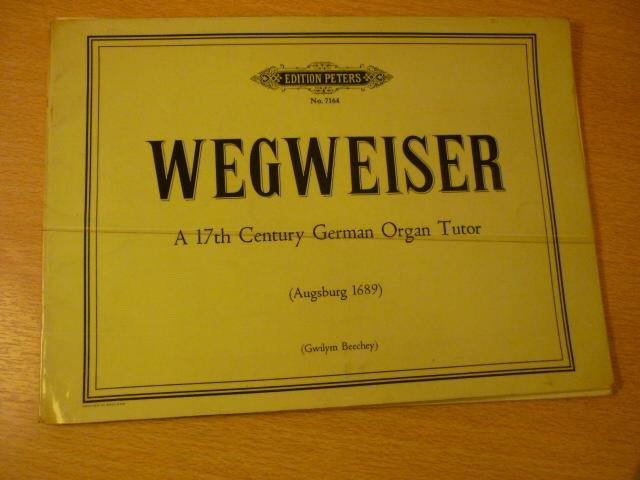 EDITION PETERS
No. 7164
WEGWEISER
A 17th Century German Organ Tutor
(Augsburg 1689)
(Gwilym Beechey)